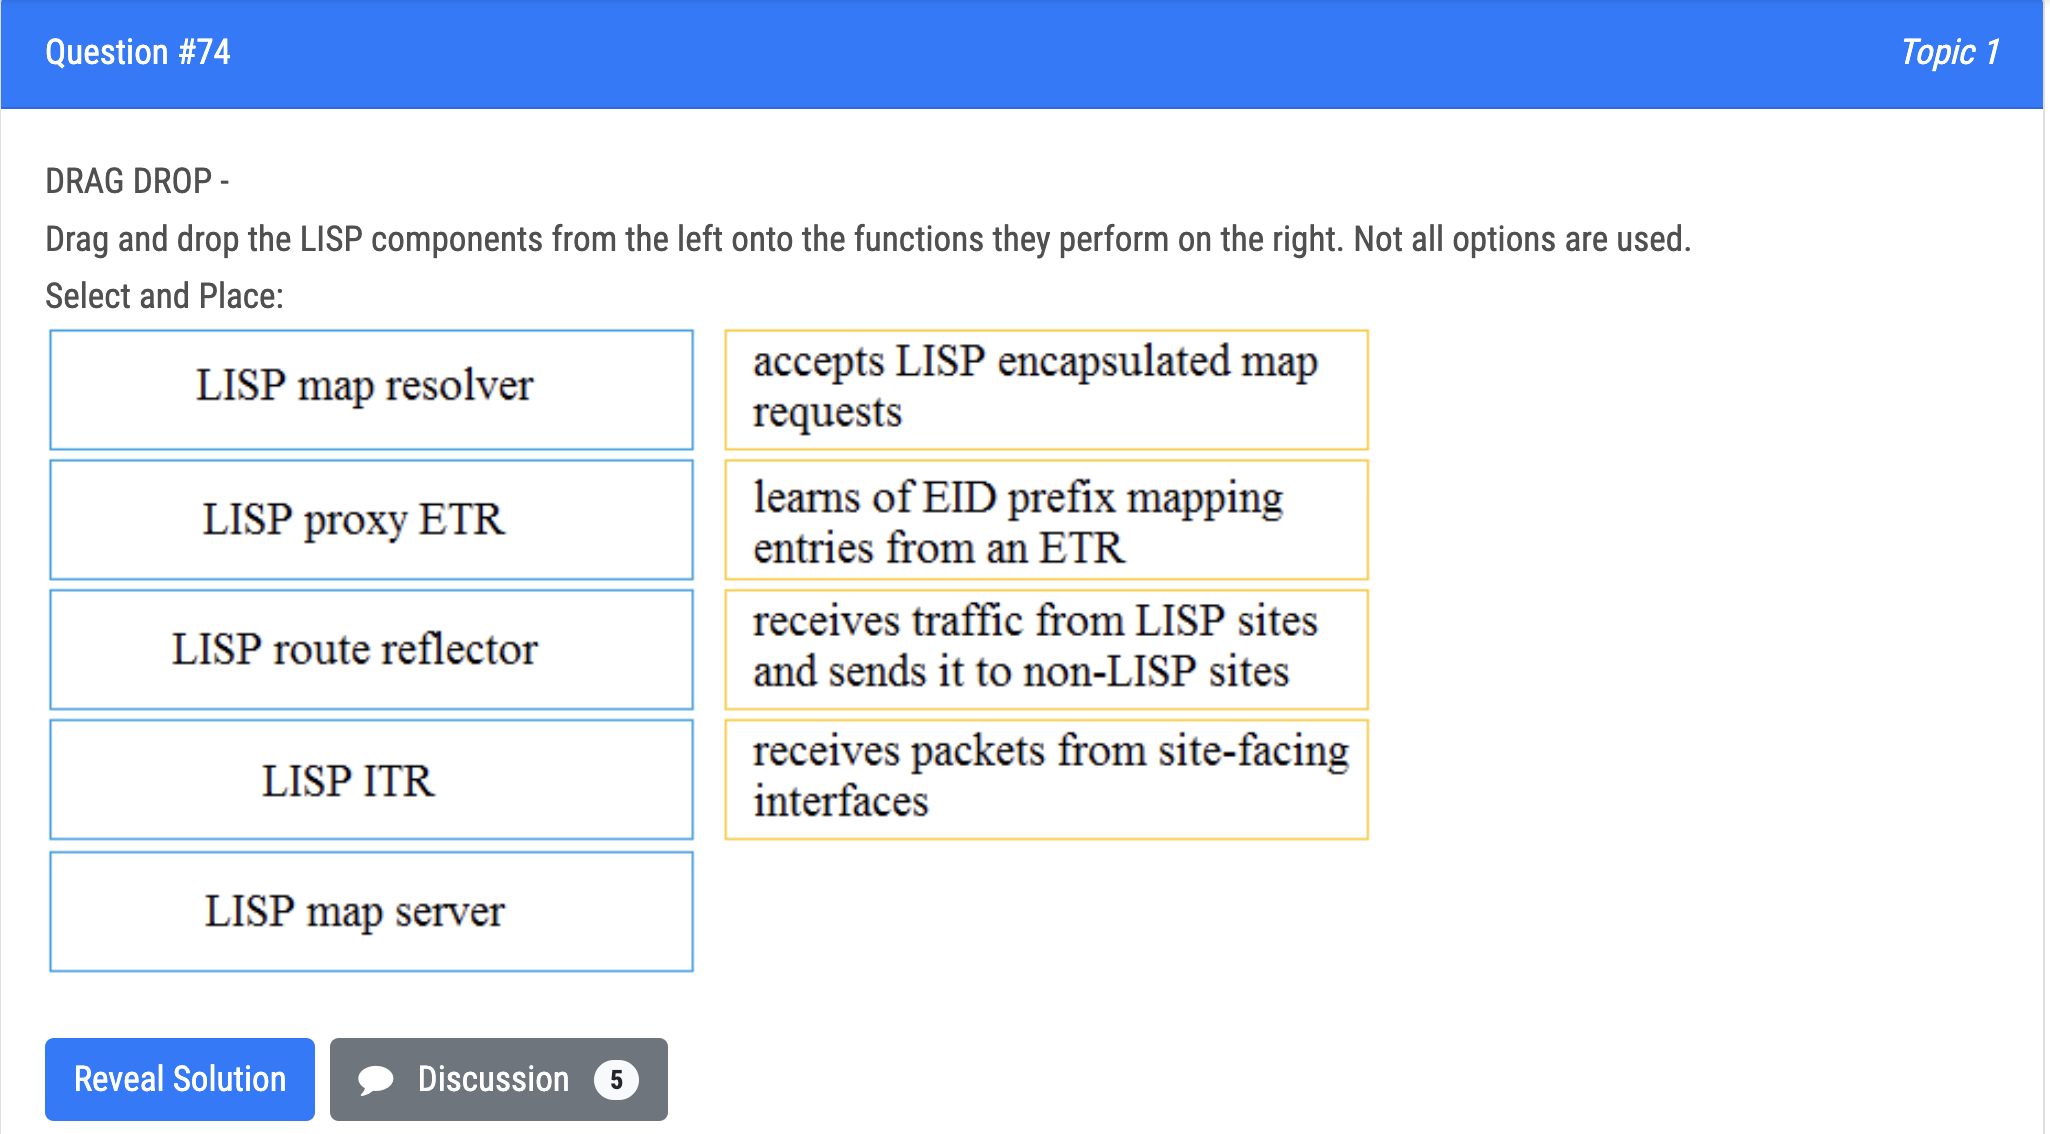 Question #74
Topic 1
DRAG DROP -
Drag and drop the LISP components from the left onto the functions they perform on the right. Not all options are used.
Select and Place:
LISP map resolver
accepts LISP encapsulated map
requests
LISP proxy ETR
learns of EID prefix mapping
entries from an ETR
LISP route reflector
receives traffic from LISP sites
and sends it to non-LISP sites
LISP ITR
receives packets from site-facing
interfaces
LISP map server
Reveal Solution
Discussion 5